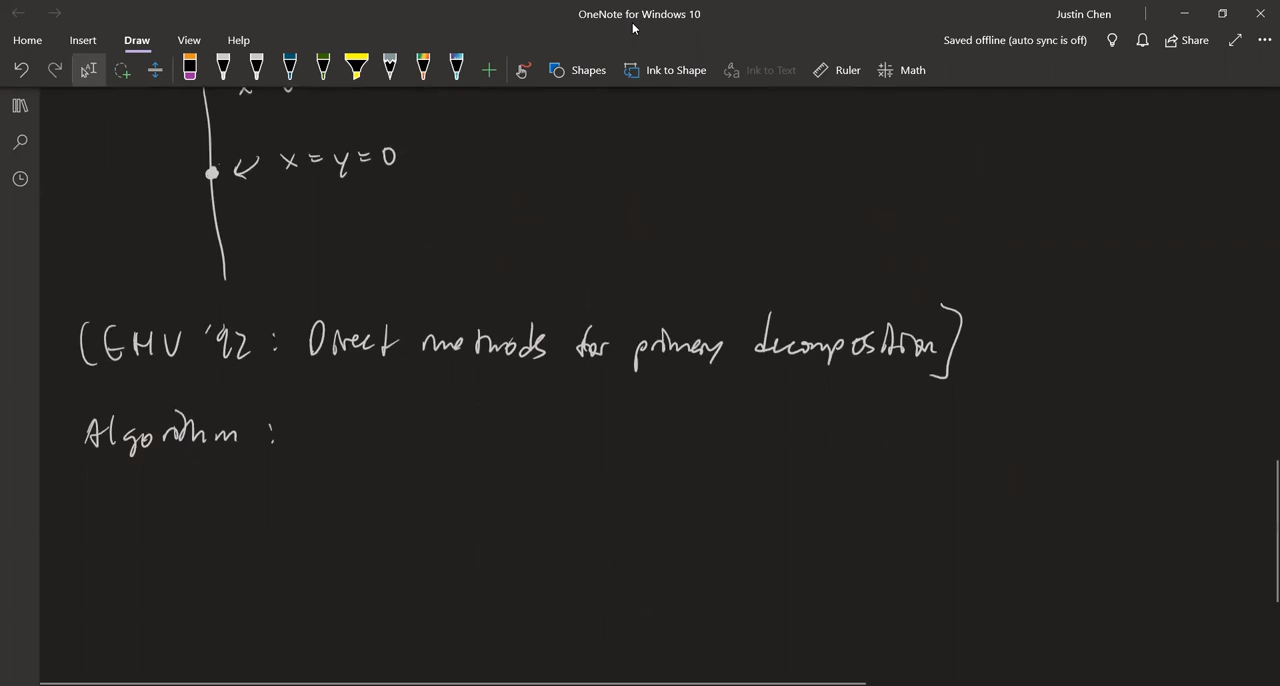 OneNote for Windows 10
Justin Chen
Home Insert Draw View Help
Saved offline (auto sync is off)
Share
Shapes
Ink to Shape
Ink to Text
Ruler
Math
x = y = 0
[EHV '92 : Direct methods for primary decomposition]
Algorithm :